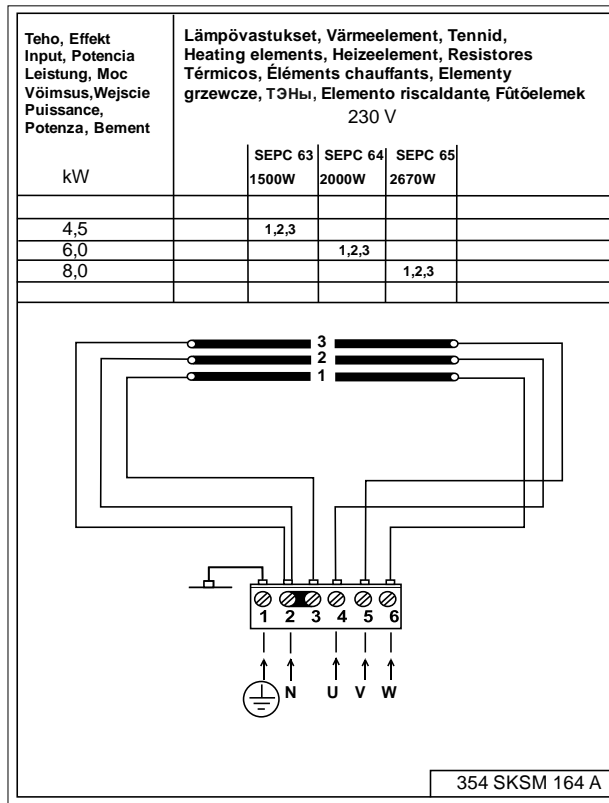 Teho, Effekt
Input, Potencia
Leistung, Moc
Vöimsus,Wejscie
Puissance,
Potenza, Bement
kW
Lämpövastukset, Värmeelement, Tennid,
Heating elements, Heizeelement, Resistores
Térmicos, Éléments chauffants, Elementy
grzewcze, ТЭНы, Elemento riscaldante, Fűtöelemek
230 V
SEPC 63 SEPC 64 SEPC 65
1500W 2000W 2670W
4,5 1,2,3
6,0 1,2,3
8,0 1,2,3
3
2
1
1 2 3 4 5 6
N U V W
354 SKSM 164 A